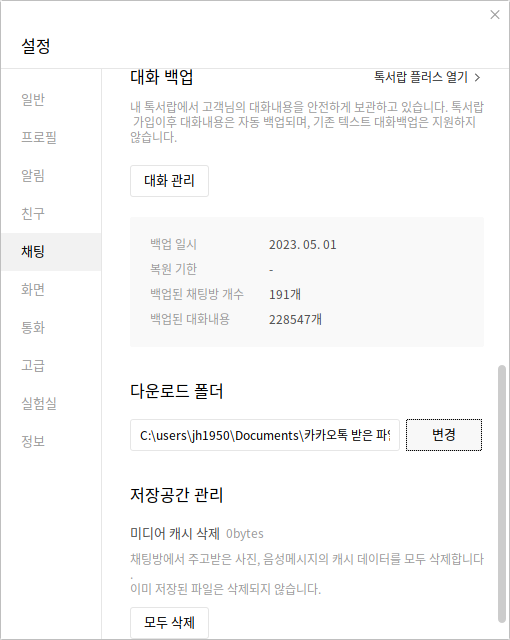 설정
일반
프로필
알림
친구
채팅
화면
통화
고급
실험실
정보
대화 백업
톡서랍 플러스 열기
내 톡서랍에서 고객님의 대화내용을 안전하게 보관하고 있습니다. 톡서랍
가입이후 대화내용은 자동 백업되며, 기존 텍스트 대화백업은 지원하지
않습니다.
대화 관리
백업 일시 2023. 05. 01
복원 기한 -
백업된 채팅방 개수 191개
백업된 대화내용 228547개
다운로드 폴더
C:\users\jh1950\Documents\카카오톡 받은 파일
변경
저장공간 관리
미디어 캐시 삭제 0bytes
채팅방에서 주고받은 사진, 음성메시지의 캐시 데이터를 모두 삭제합니다
.
이미 저장된 파일은 삭제되지 않습니다.
모두 삭제